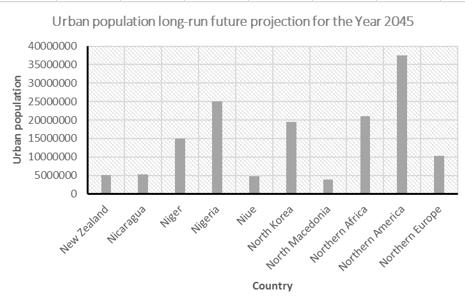 Urban population long-run future projection for the Year 2045
Urban population
40000000
35000000
30000000
25000000
20000000
15000000
10000000
5000000
0
New Zealand
Nicaragua
Niger
Nigeria
Niue
North Korea
North Macedonia
Northern Africa
Northern America
Northern Europe
Country